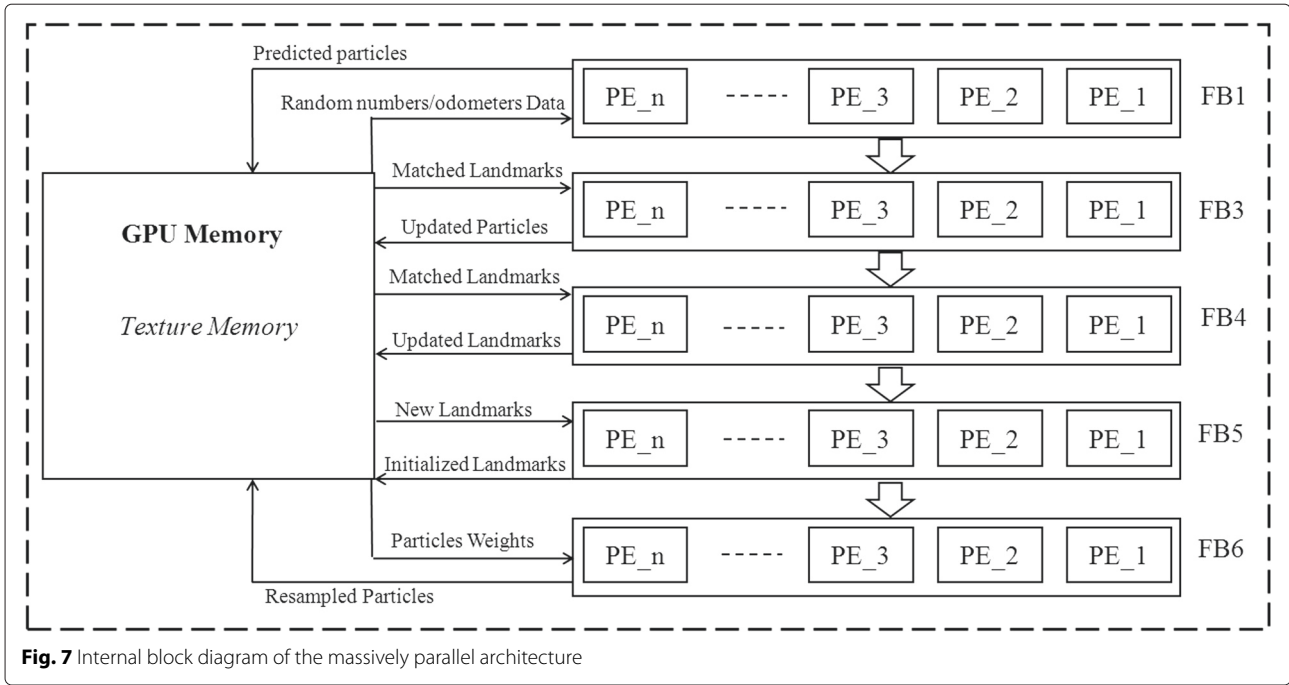 Predicted particles
Random numbers/odometers Data
PE_n PE_3 PE_2 PE_1 FB1
Matched Landmarks
Updated Particles
PE_n PE_3 PE_2 PE_1 FB3
GPU Memory
Texture Memory
Matched Landmarks
Updated Landmarks
PE_n PE_3 PE_2 PE_1 FB4
New Landmarks
Initialized Landmarks
PE_n PE_3 PE_2 PE_1 FB5
Particles Weights
Resampled Particles
PE_n PE_3 PE_2 PE_1 FB6
Fig. 7 Internal block diagram of the massively parallel architecture